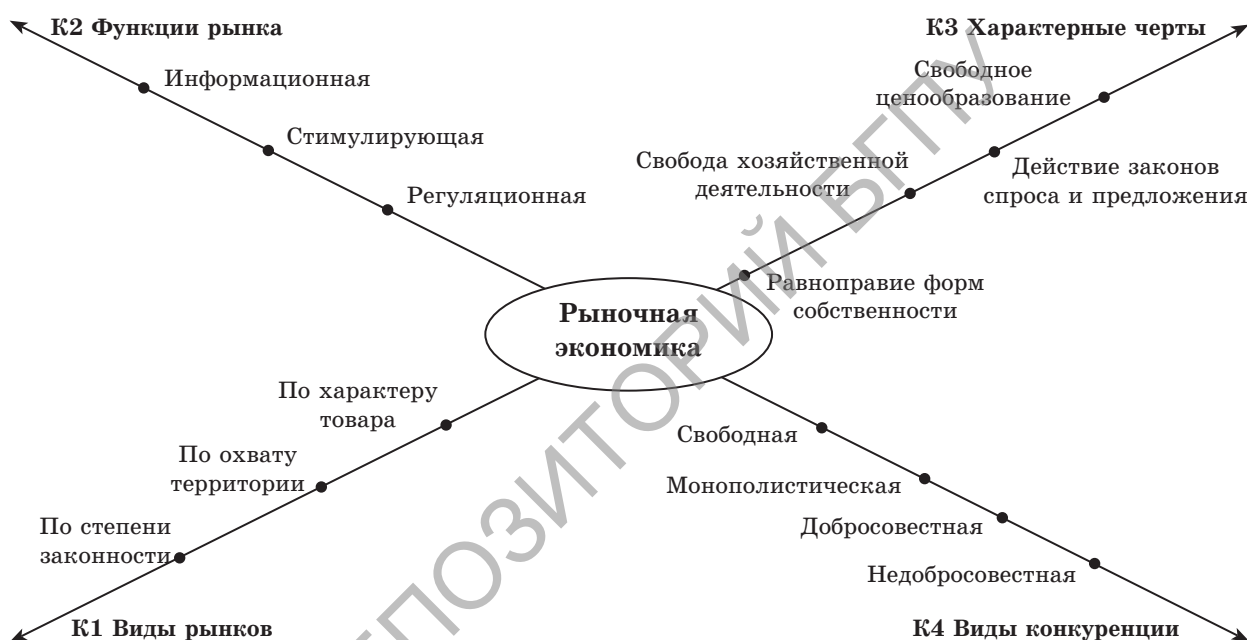 К2 Функции рынка
Информационная
Стимулирующая
Регуляционная
К3 Характерные черты
Свободное
ценообразование
Действие законов
спроса и предложения
Свобода хозяйственной
деятельности
Равноправие форм
собственности
Рыночная
экономика
По характеру
товара
По охвату
территории
По степени
законности
К1 Виды рынков
Свободная
Монополистическая
Добросовестная
Недобросовестная
К4 Виды конкуренции
ЕПОЗИТОРИЙ БГПУ